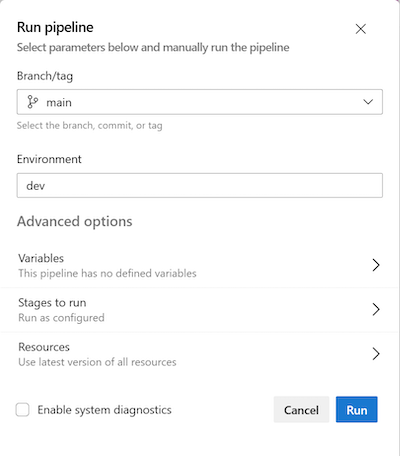 Run pipeline
Select parameters below and manually run the pipeline
Branch/tag
main
Select the branch, commit, or tag
Environment
dev
Advanced options
Variables
This pipeline has no defined variables
Stages to run
Run as configured
Resources
Use latest version of all resources
Enable system diagnostics
Cancel
Run